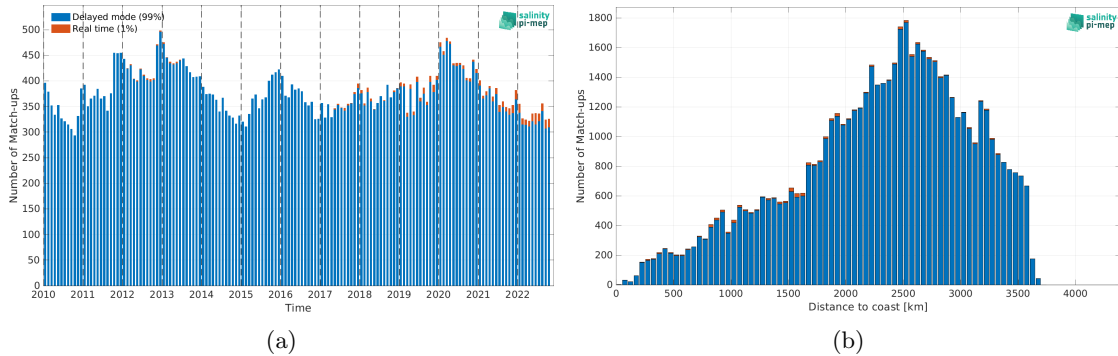 Delayed mode (99%)
Real time (1%)
salinity
pi-mep
Number of Match-ups
500
450
400
350
300
250
200
150
100
50
0
2010 2011 2012 2013 2014 2015 2016 2017 2018 2019 2020 2021 2022
Time
(a)
salinity
pi-mep
Number of Match-ups
1800
1600
1400
1200
1000
800
600
400
200
0
0 500 1000 1500 2000 2500 3000 3500 4000
Distance to coast [km]
(b)